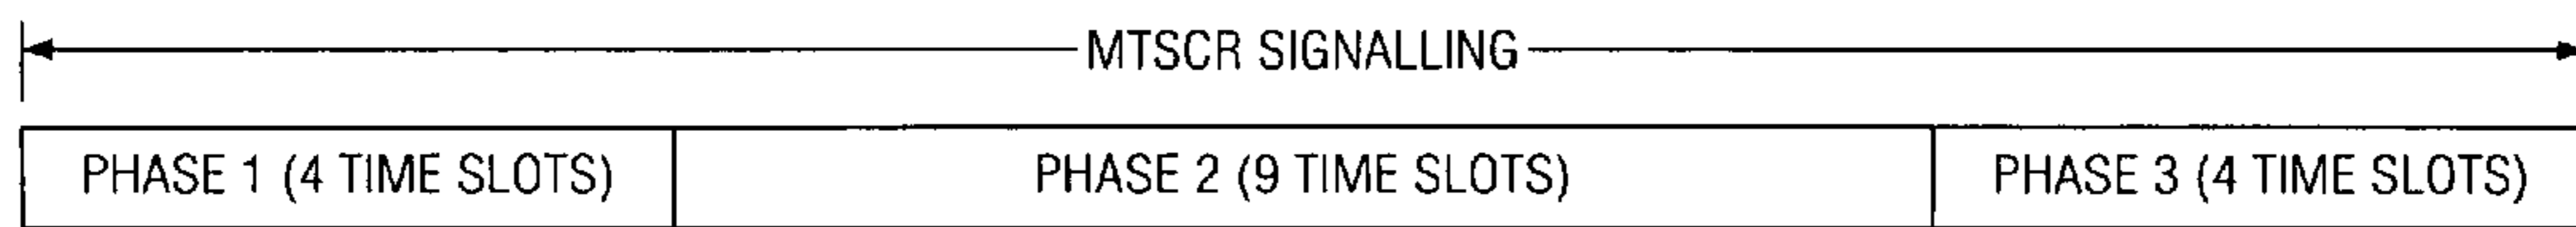 MTSCR SIGNALLING
PHASE 1 (4 TIME SLOTS) PHASE 2 (9 TIME SLOTS) PHASE 3 (4 TIME SLOTS)